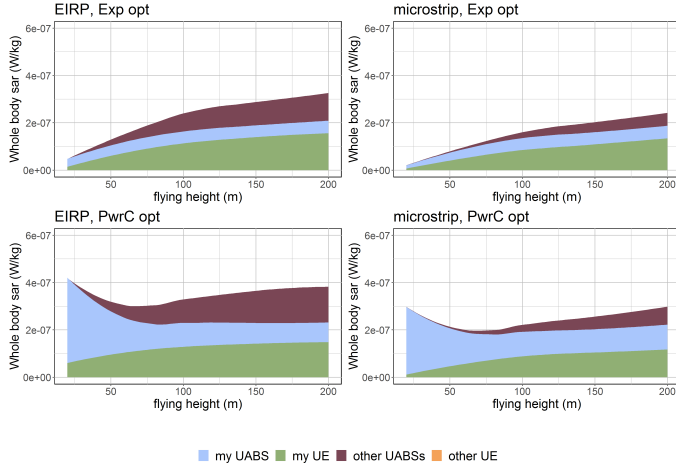 EIRP, Exp opt
microstrip, Exp opt
Whole body sar (W/kg)
6e-07
4e-07
2e-07
0e+00
50
100
150
200
flying height (m)
Whole body sar (W/kg)
6e-07
4e-07
2e-07
0e+00
50
100
150
200
flying height (m)
EIRP, PwrC opt
microstrip, PwrC opt
Whole body sar (W/kg)
6e-07
4e-07
2e-07
0e+00
50
100
150
200
flying height (m)
Whole body sar (W/kg)
6e-07
4e-07
2e-07
0e+00
50
100
150
200
flying height (m)
my UABS my UE other UABSs other UE